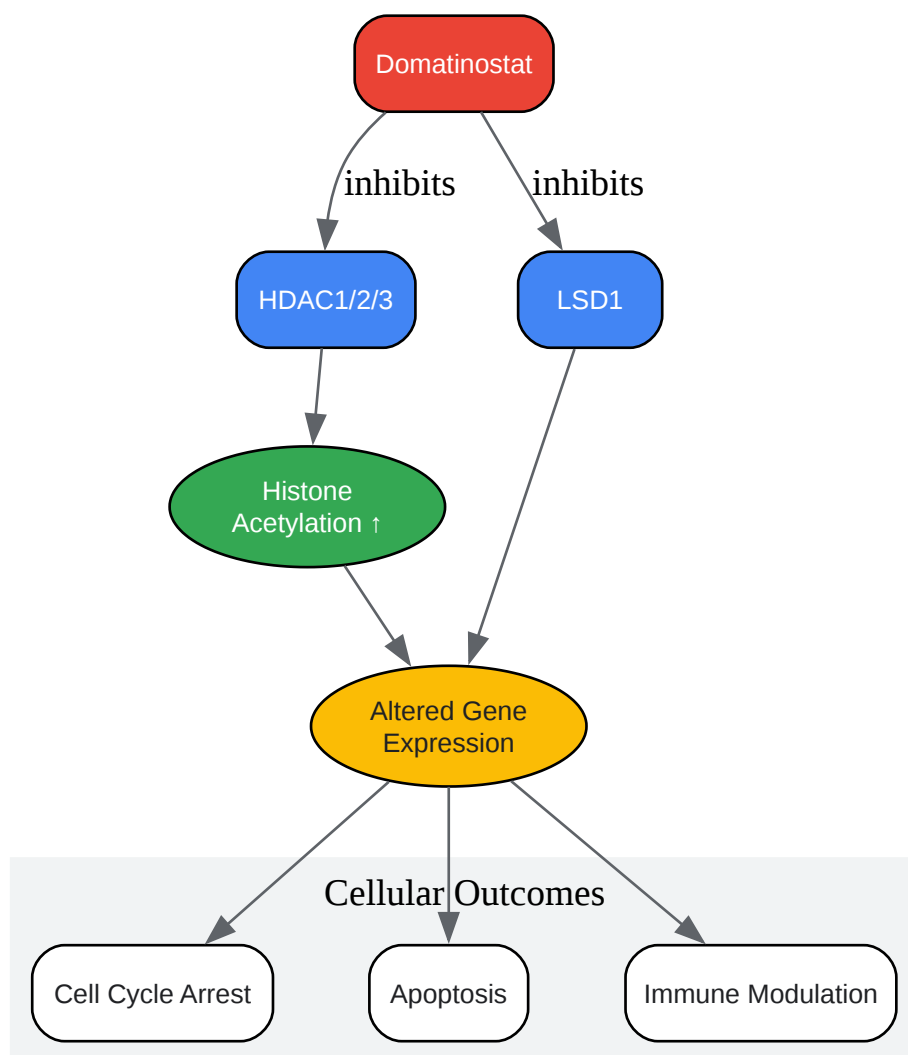 Domatinostat
inhibits
inhibits
HDAC1/2/3
LSD1
Histone
Acetylation ↑
Altered Gene
Expression
Cellular Outcomes
Cell Cycle Arrest
Apoptosis
Immune Modulation